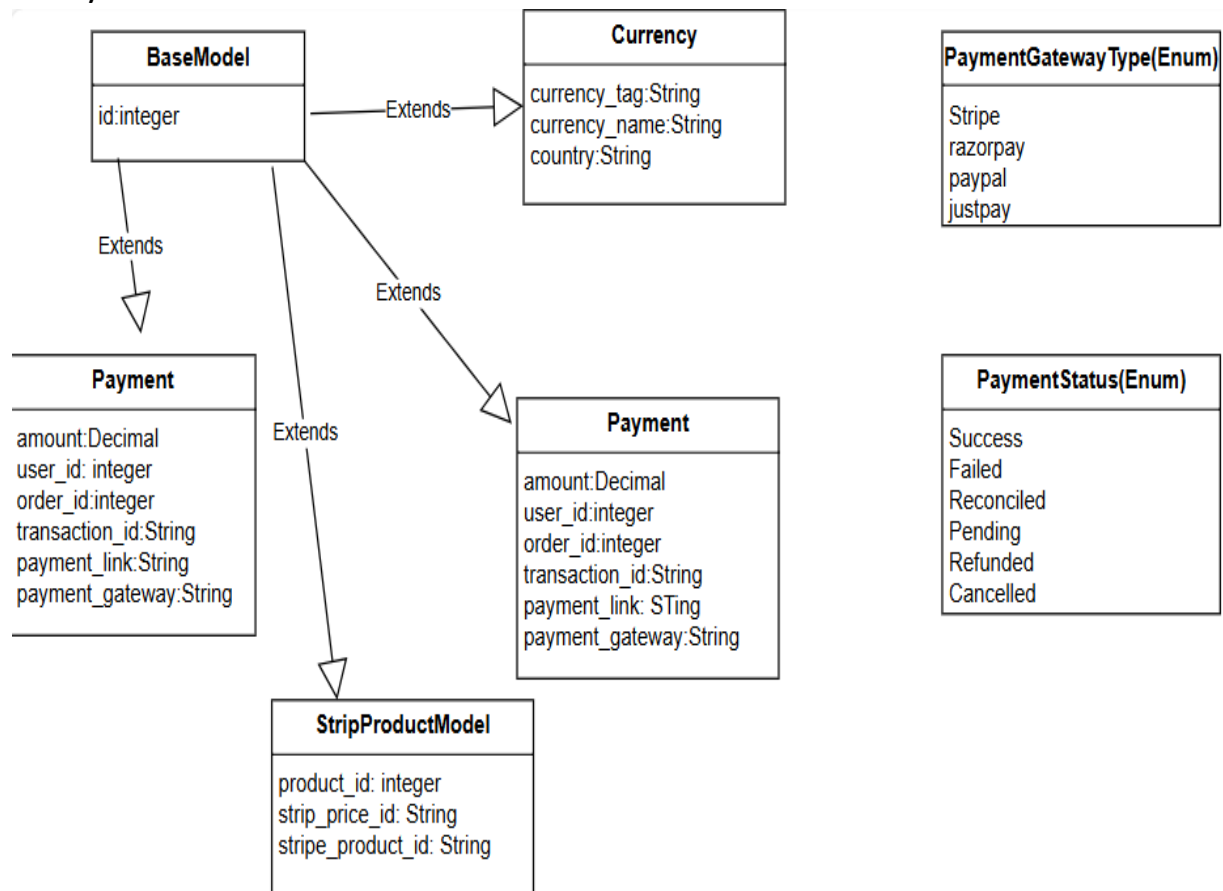 BaseModel
id:integer
Extends
Currency
currency_tag:String
currency_name:String
country:String
PaymentGatewayType(Enum)
Stripe
razorpay
paypal
justpay
Extends
Extends
Extends
Payment
amount:Decimal
user_id: integer
order_id:integer
transaction_id:String
payment_link:String
payment_gateway:String
Payment
amount:Decimal
user_id:integer
order_id:integer
transaction_id:String
payment_link: STing
payment_gateway:String
PaymentStatus(Enum)
Success
Failed
Reconciled
Pending
Refunded
Cancelled
StripProductModel
product_id: integer
strip_price_id: String
stripe_product_id: String